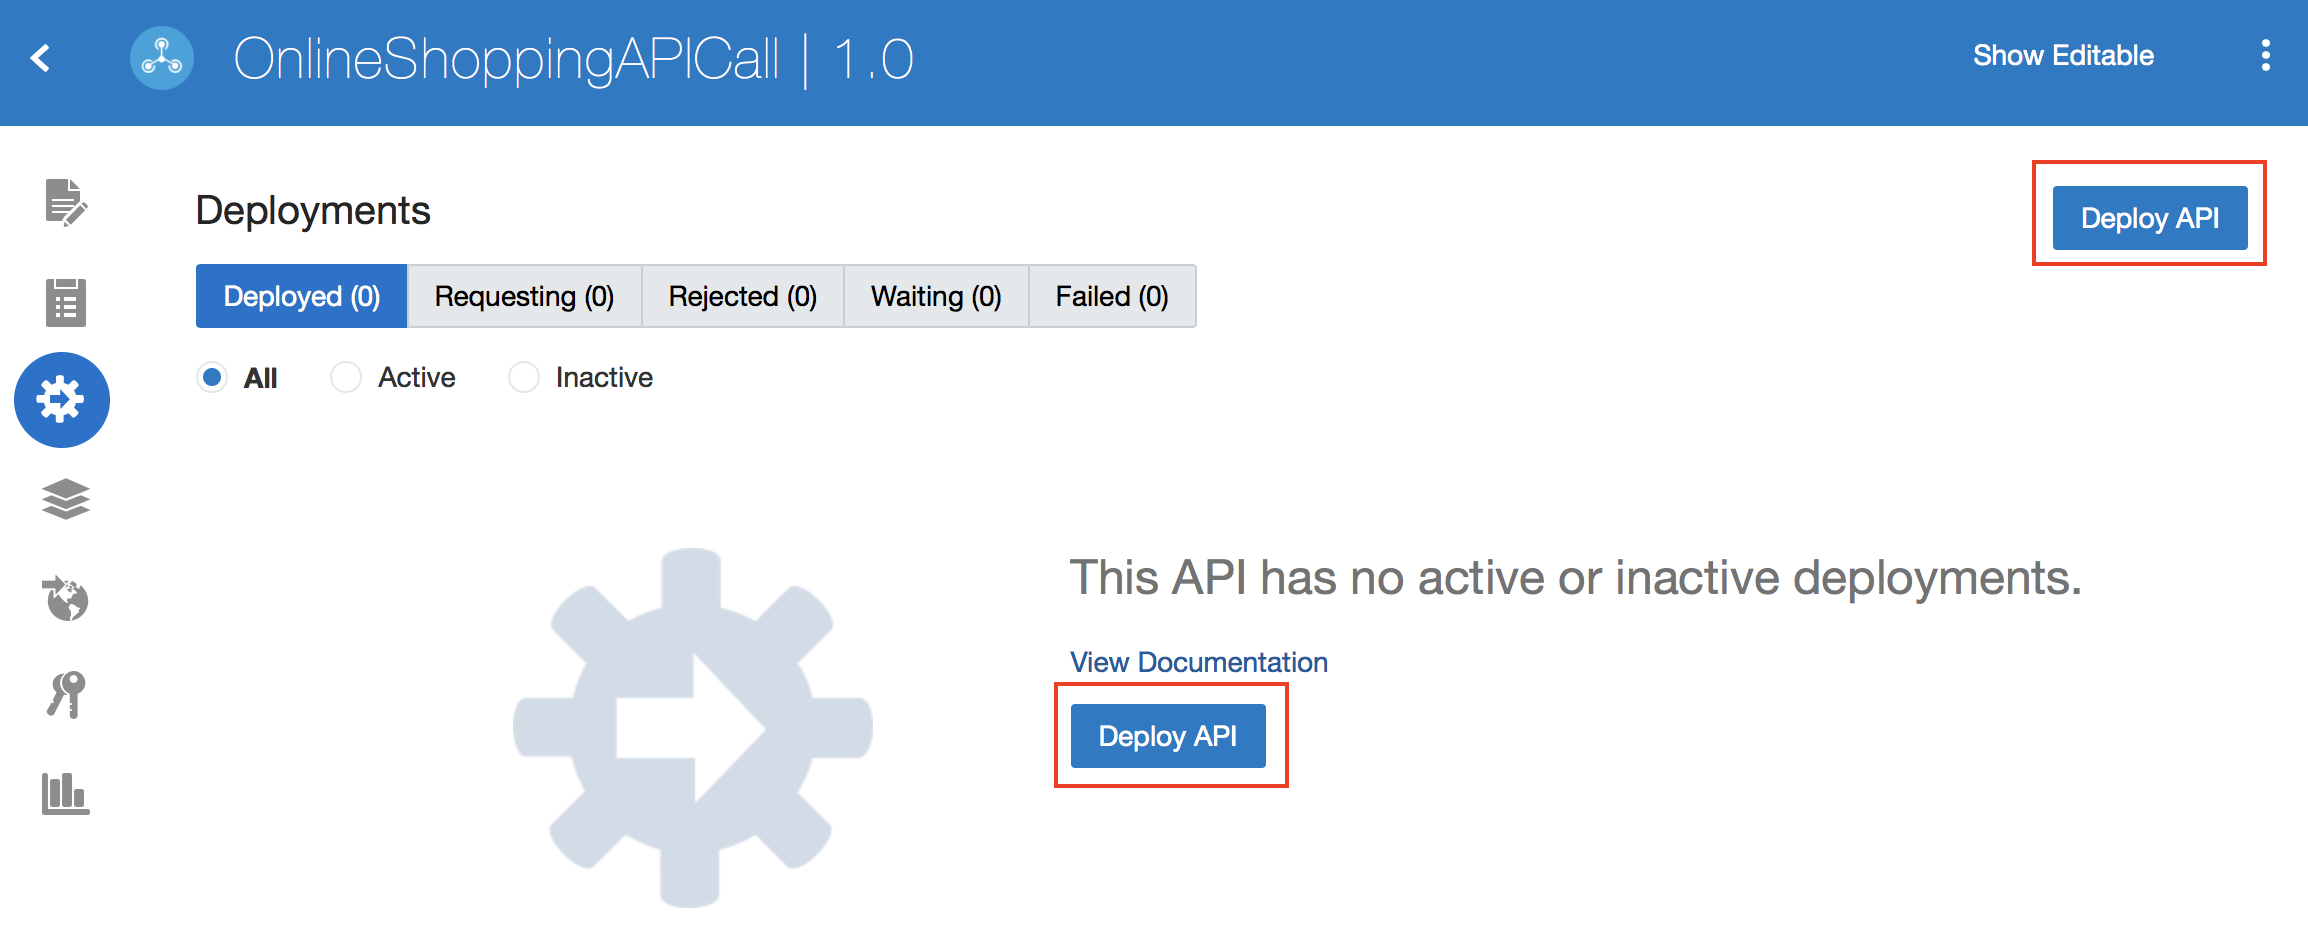 OnlineShoppingAPICall | 1.0
Show Editable
Deployments
Deploy API
Deployed (0) Requesting (0) Rejected (0) Waiting (0) Failed (0)
All Active Inactive
This API has no active or inactive deployments.
View Documentation
Deploy API